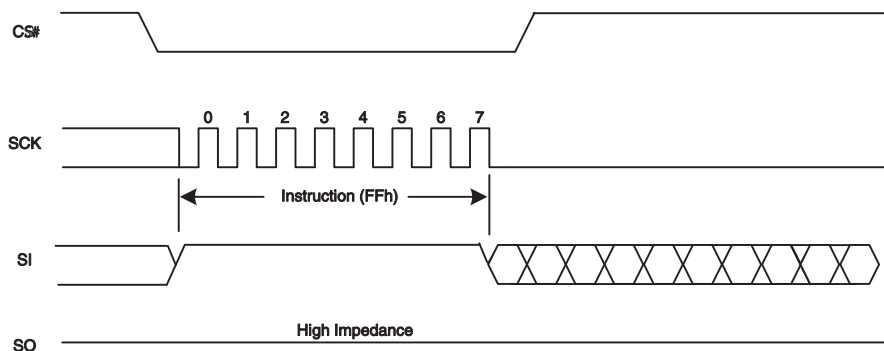 CS#
0 1 2 3 4 5 6 7
SCK
Instruction (FFh)
SI
High Impedance
SO